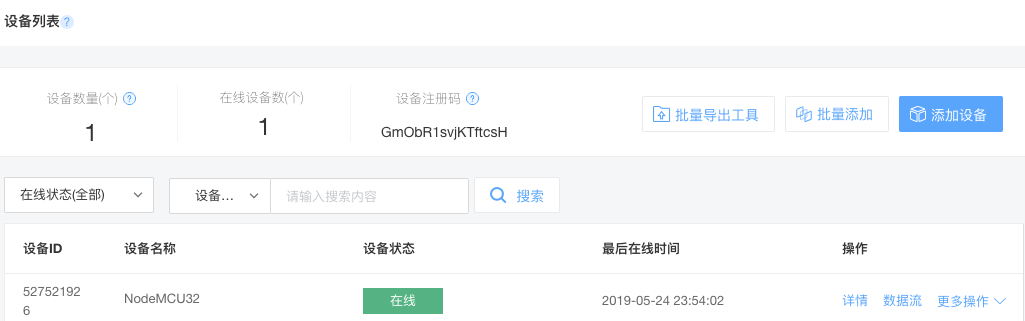 设备列表?
设备数量(个) ?
在线设备数(个)
设备注册码 ?
1
1
GmObR1svjKTftcsH
批量导出工具
批量添加
添加设备
在线状态(全部)
设备...
请输入搜索内容
搜索
设备ID 设备名称 设备状态 最后在线时间 操作
52752192
6
NodeMCU32 在线 2019-05-24 23:54:02 详情 数据流 更多操作